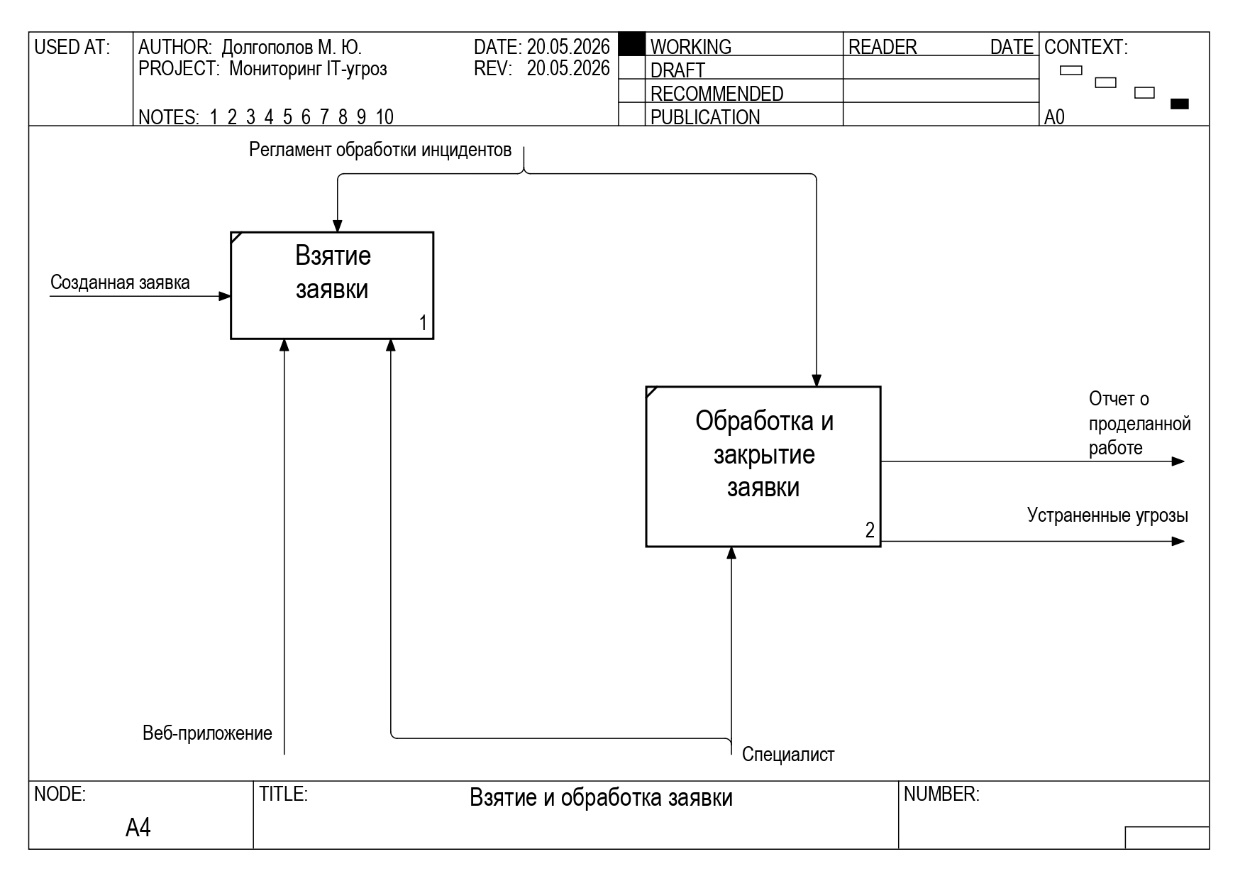 USED AT:
AUTHOR: Долгополов М. Ю.
DATE: 20.05.2026
PROJECT: Мониторинг IT-угроз
REV: 20.05.2026
NOTES: 1 2 3 4 5 6 7 8 9 10
WORKING
DRAFT
RECOMMENDED
PUBLICATION
READER
DATE
CONTEXT:
A0
Регламент обработки инцидентов
Взятие
заявки
1
Созданная заявка
Обработка и
закрытие
заявки
2
Отчет о
проделанной
работе
Устраненные угрозы
Веб-приложение
Специалист
NODE:
A4
TITLE:
Взятие и обработка заявки
NUMBER: